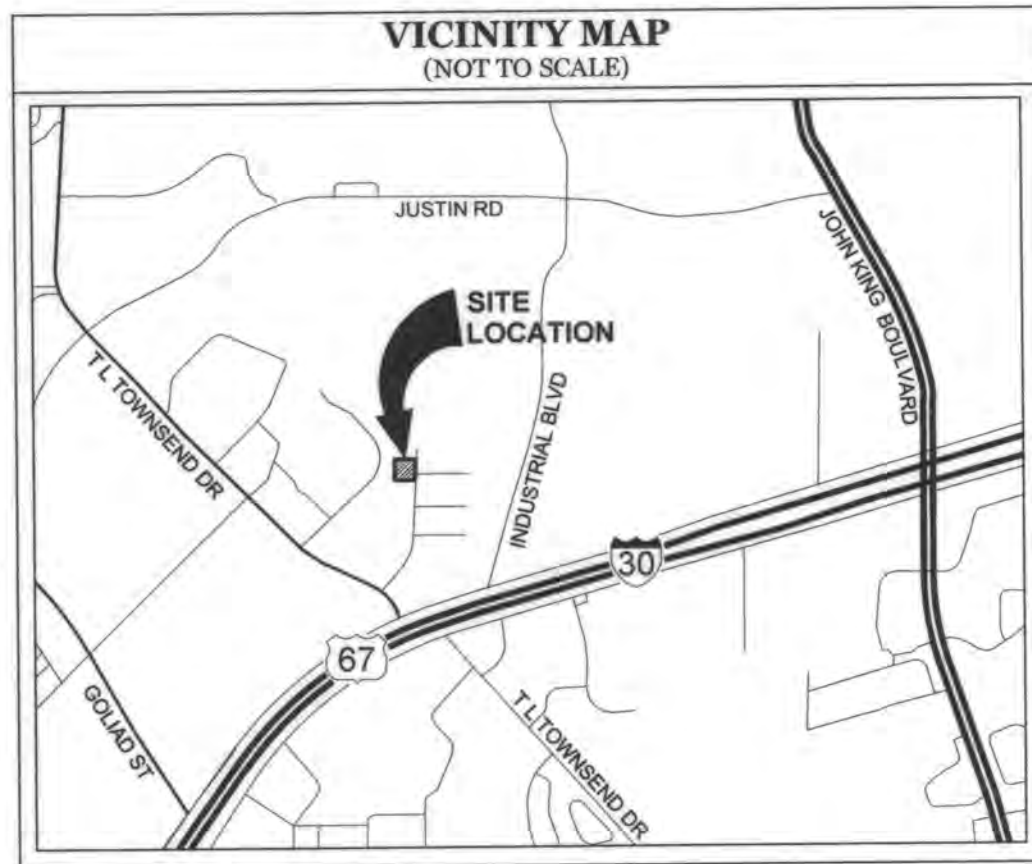 VICINITY MAP
(NOT TO SCALE)
JUSTIN RD
JOHN KING BOULVARD
SITE
LOCATION
T L TOWNSEND DR
INDUSTRIAL BLVD
30
67
GOLIAD ST
T L TOWNSEND DR